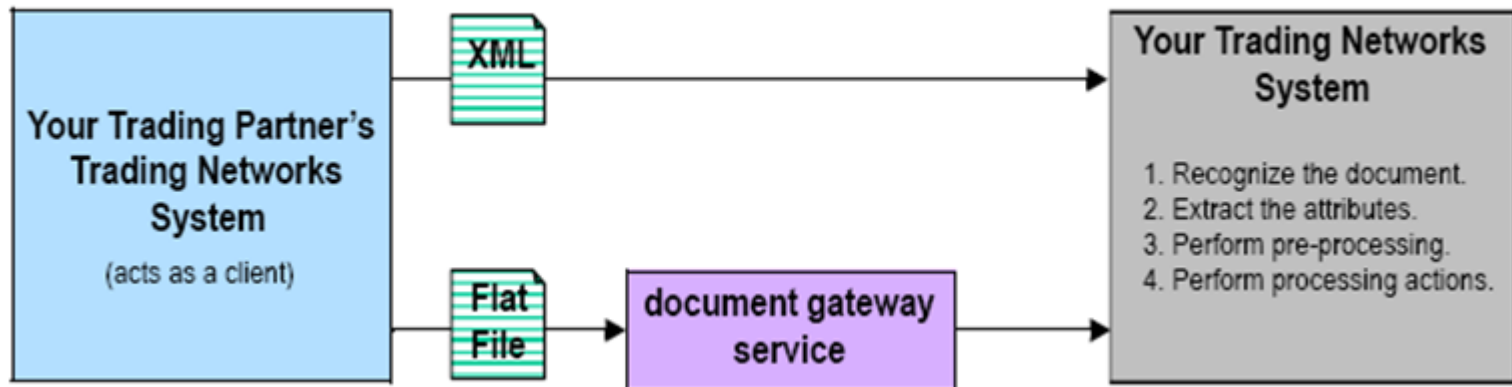 Your Trading Partner's
Trading Networks
System
(acts as a client)
XML
Flat
File
document gateway
service
Your Trading Networks
System
1. Recognize the document.
2. Extract the attributes.
3. Perform pre-processing.
4. Perform processing actions.